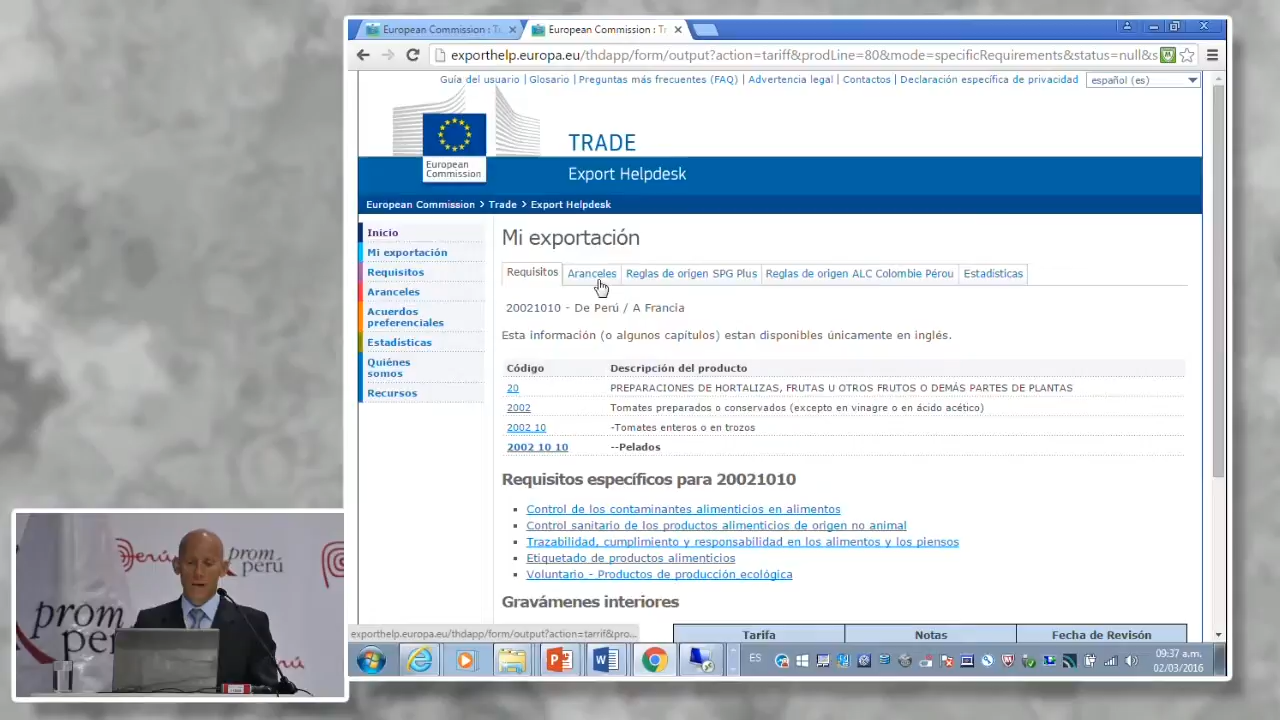 European Commission : T
European Commission : Tr
exporthelp.europa.eu/thdapp/form/output?action=tariff&prodLine=80&mode=specificRequirements&status=null&s
Guía del usuario | Glosario | Preguntas más frecuentes (FAQ) | Advertencia legal | Contactos | Declaración específica de privacidad
español (es)
European
Commission
TRADE
Export Helpdesk
European Commission > Trade > Export Helpdesk
Inicio
Mi exportación
Requisitos
Aranceles
Acuerdos
preferenciales
Estadísticas
Quiénes
somos
Recursos
Mi exportación
Requisitos
Aranceles
Reglas de origen SPG Plus
Reglas de origen ALC Colombie Pérou
Estadísticas
20021010 - De Perú / A Francia
Esta información (o algunos capítulos) estan disponibles únicamente en inglés.
Código Descripción del producto
20 PREPARACIONES DE HORTALIZAS, FRUTAS U OTROS FRUTOS O DEMÁS PARTES DE PLANTAS
2002 Tomates preparados o conservados (excepto en vinagre o en ácido acético)
2002 10 -Tomates enteros o en trozos
2002 10 10 --Pelados
Requisitos específicos para 20021010
Control de los contaminantes alimenticios en alimentos
Control sanitario de los productos alimenticios de origen no animal
Trazabilidad, cumplimiento y responsabilidad en los alimentos y los piensos
Etiquetado de productos alimenticios
Voluntario - Productos de producción ecológica
Gravámenes interiores
Tarifa Notas Fecha de Revisón
exporthelp.europa.eu/thdapp/form/output?action=tarrif&pro...
ES
09:37 a.m.
02/03/2016
Perú
prom
perú
prom